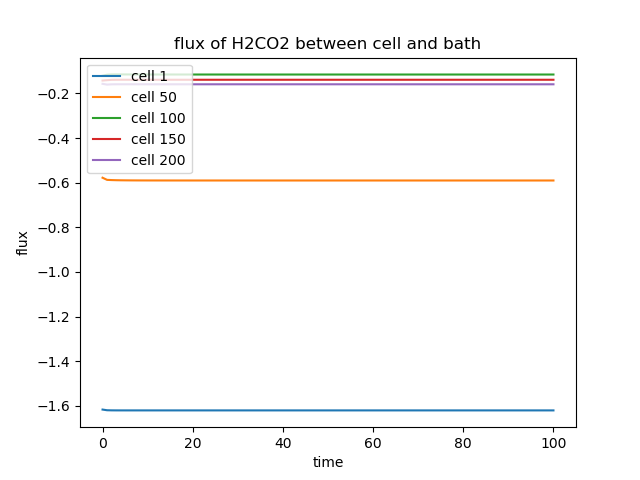 flux of H2CO2 between cell and bath
cell 1
cell 50
cell 100
cell 150
cell 200
−0.2
−0.4
−0.6
−0.8
−1.0
−1.2
−1.4
−1.6
flux
0 20 40 60 80 100
time